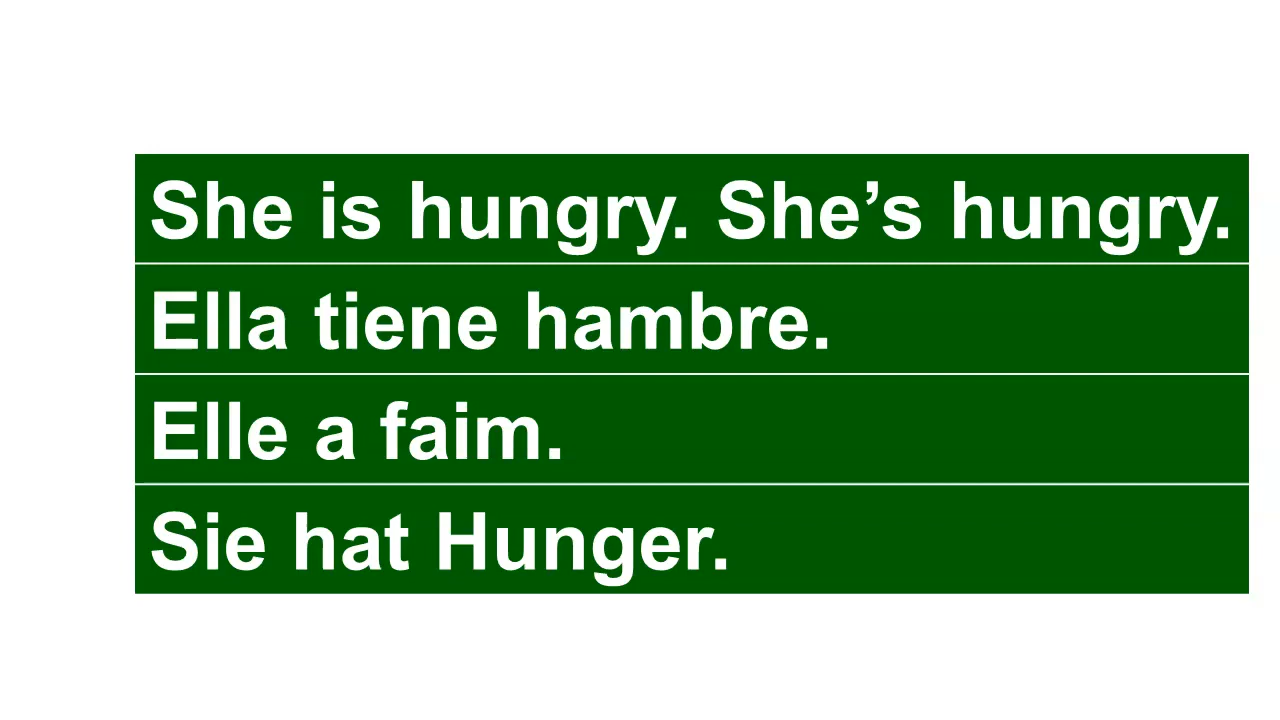 She is hungry. She’s hungry.
Ella tiene hambre.
Elle a faim.
Sie hat Hunger.